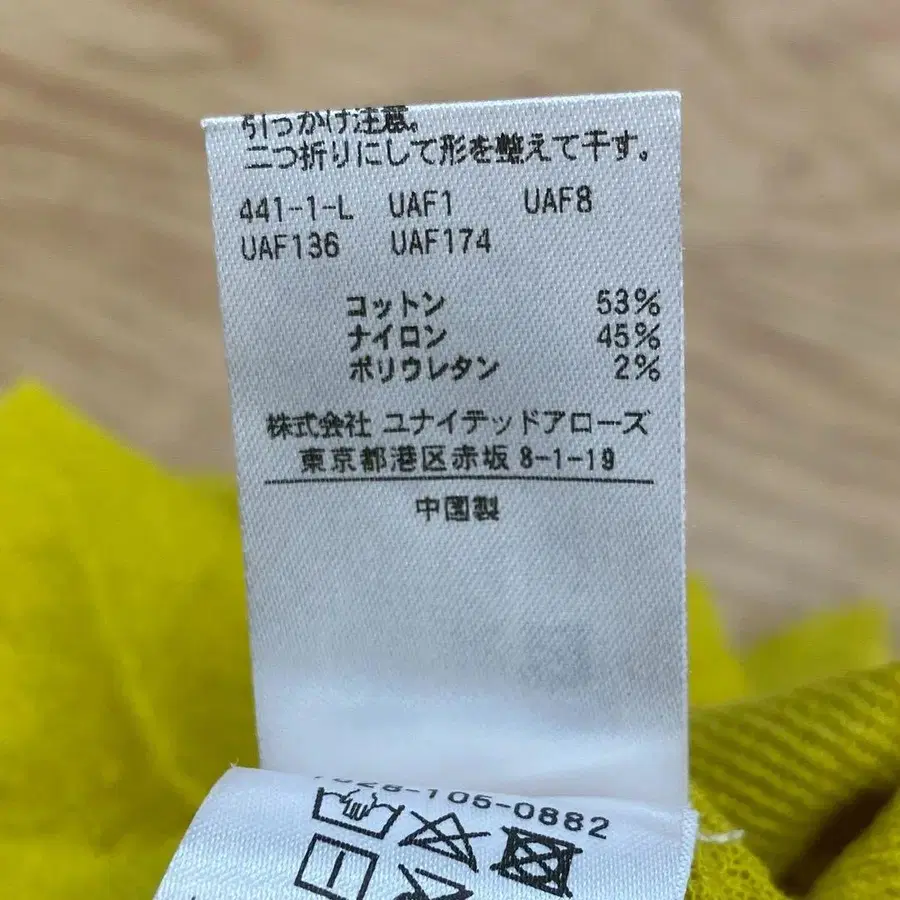 引っかけ注意。
二つ折りにして形を整えて干す。
441-1-L UAF1 UAF8
UAF136 UAF174
コットン 53%
ナイロン 45%
ポリウレタン 2%
株式会社 ユナイテッドアローズ
東京都港区赤坂 8-1-19
中国製
-105-0882